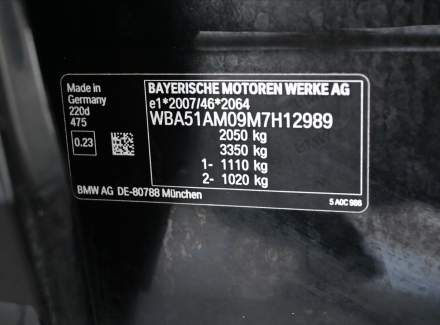 Made in
Germany
220d
475
0.23
BAYERISCHE MOTOREN WERKE AG
e1*2007/46*2064
WBA51AM09M7H12989
2050 kg
3350 kg
1- 1110 kg
2- 1020 kg
BMW AG DE-80788 München
5 A0C 986